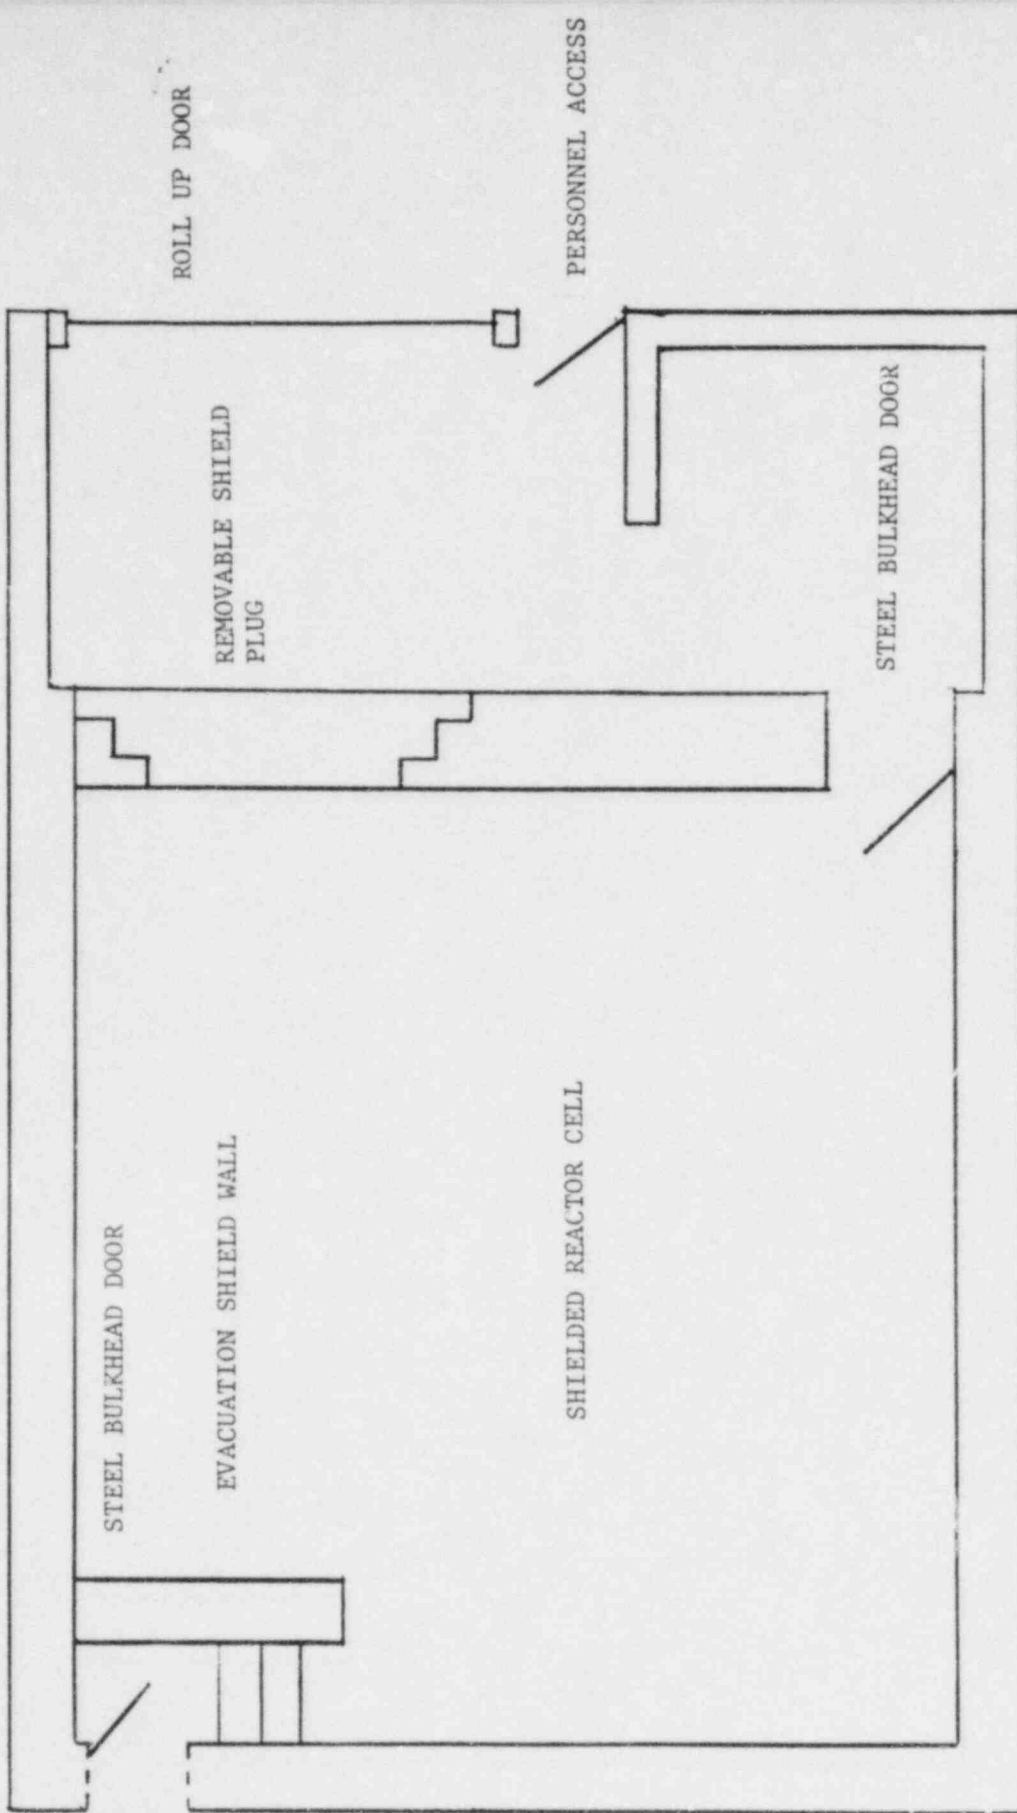 STEEL BULKHEAD DOOR
EVACUATION SHIELD WALL
SHIELDED REACTOR CELL
REMOVABLE SHIELD
PLUG
STEEL BULKHEAD DOOR
ROLL UP DOOR
PERSONNEL ACCESS